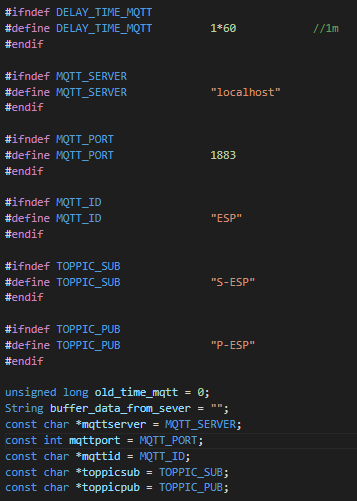 #ifndef DELAY_TIME_MQTT
#define DELAY_TIME_MQTT 1*60 //1m
#endif
#ifndef MQTT_SERVER
#define MQTT_SERVER "localhost"
#endif
#ifndef MQTT_PORT
#define MQTT_PORT 1883
#endif
#ifndef MQTT_ID
#define MQTT_ID "ESP"
#endif
#ifndef TOPPIC_SUB
#define TOPPIC_SUB "S-ESP"
#endif
#ifndef TOPPIC_PUB
#define TOPPIC_PUB "P-ESP"
#endif
unsigned long old_time_mqtt = 0;
String buffer_data_from_sever = "";
const char *mqttserver = MQTT_SERVER;
const int mqttport = MQTT_PORT;
const char *mqttid = MQTT_ID;
const char *toppicsub = TOPPIC_SUB;
const char *toppicpub = TOPPIC_PUB;